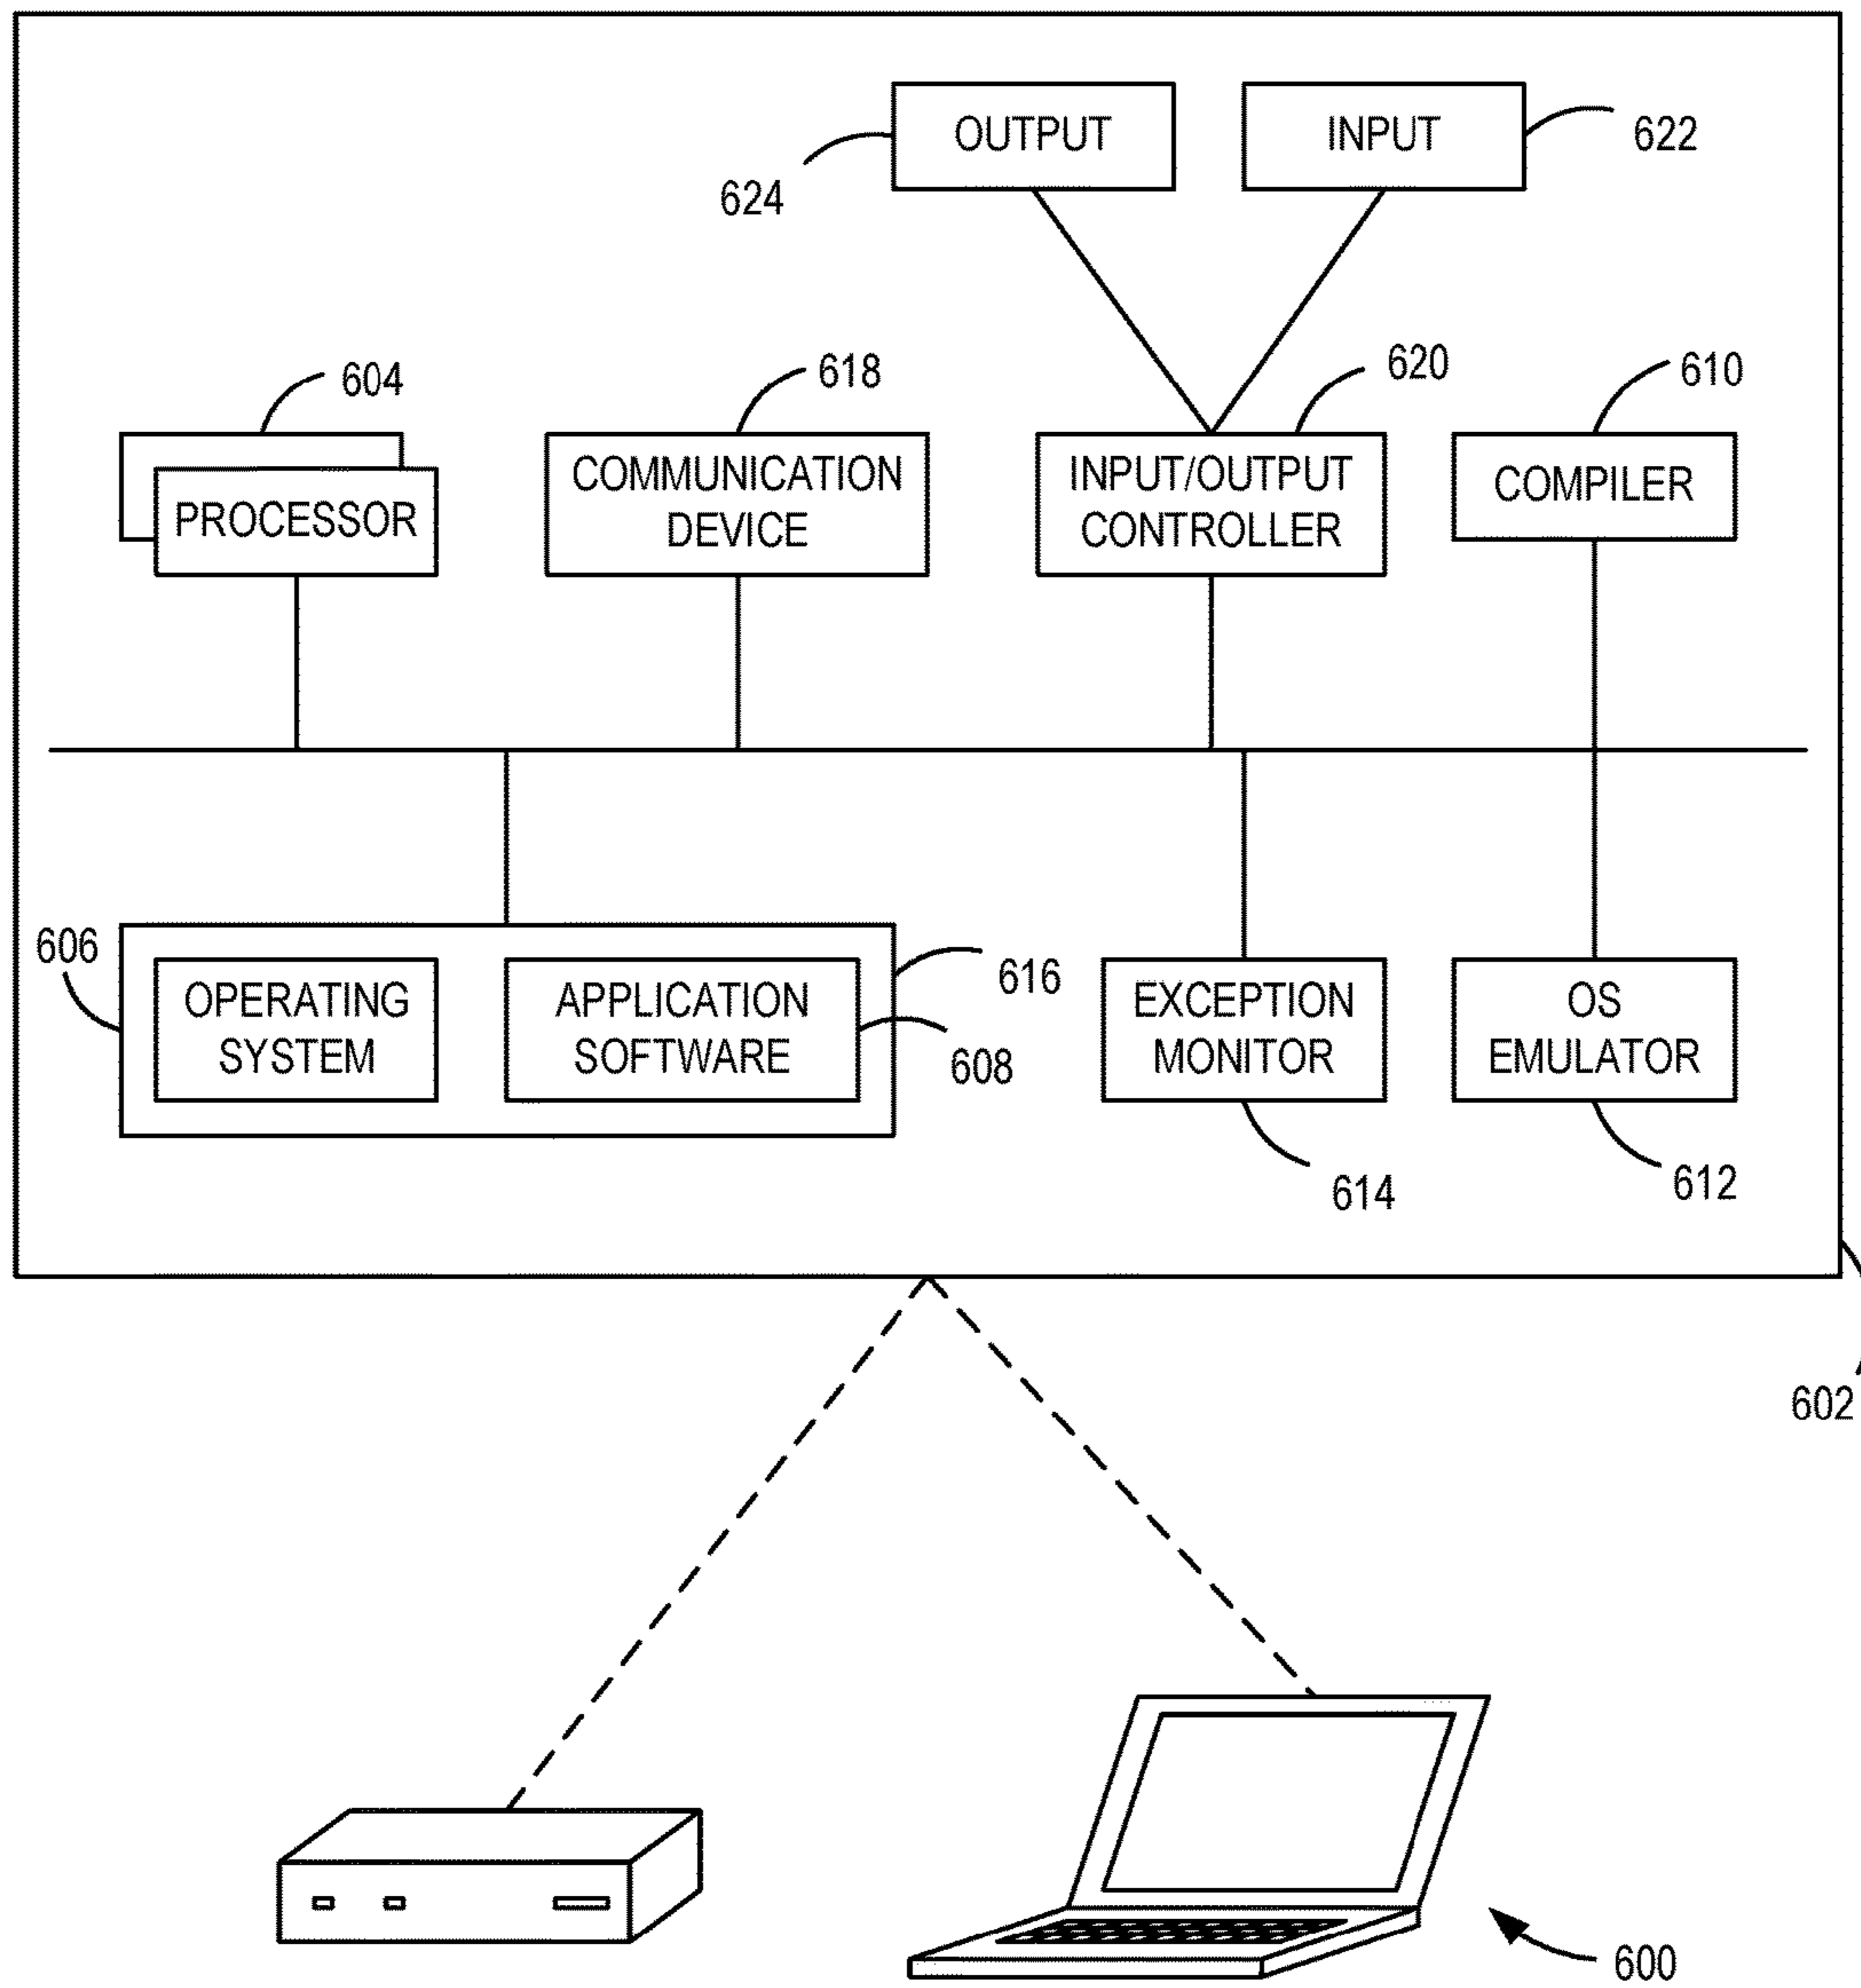 OUTPUT
INPUT
622
624
604
618
620
610
PROCESSOR
COMMUNICATION
DEVICE
INPUT/OUTPUT
CONTROLLER
COMPILER
606
OPERATING
SYSTEM
APPLICATION
SOFTWARE
616
608
EXCEPTION
MONITOR
OS
EMULATOR
614
612
602
600